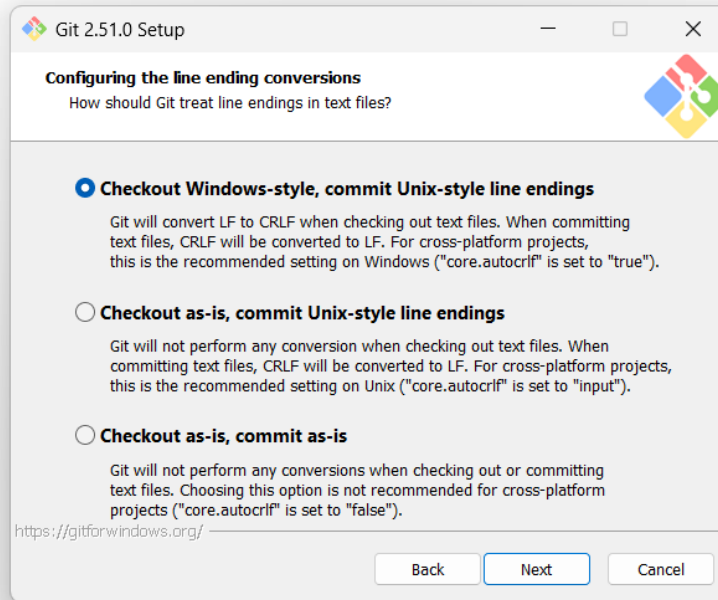 Git 2.51.0 Setup
Configuring the line ending conversions
How should Git treat line endings in text files?
Checkout Windows-style, commit Unix-style line endings
Git will convert LF to CRLF when checking out text files. When committing
text files, CRLF will be converted to LF. For cross-platform projects,
this is the recommended setting on Windows ("core.autocrlf" is set to "true").
Checkout as-is, commit Unix-style line endings
Git will not perform any conversion when checking out text files. When
committing text files, CRLF will be converted to LF. For cross-platform projects,
this is the recommended setting on Unix ("core.autocrlf" is set to "input").
Checkout as-is, commit as-is
Git will not perform any conversions when checking out or committing
text files. Choosing this option is not recommended for cross-platform
projects ("core.autocrlf" is set to "false").
https://gitforwindows.org/
Back Next Cancel